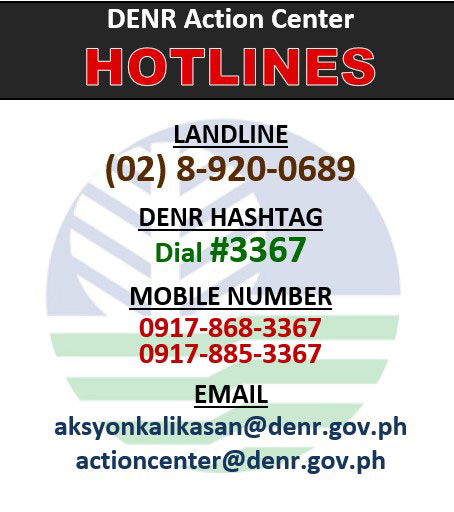 DENR Action Center
HOTLINES
LANDLINE
(02) 8-920-0689
DENR HASHTAG
Dial #3367
MOBILE NUMBER
0917-868-3367
0917-885-3367
EMAIL
aksyonkalikasan@denr.gov.ph
actioncenter@denr.gov.ph